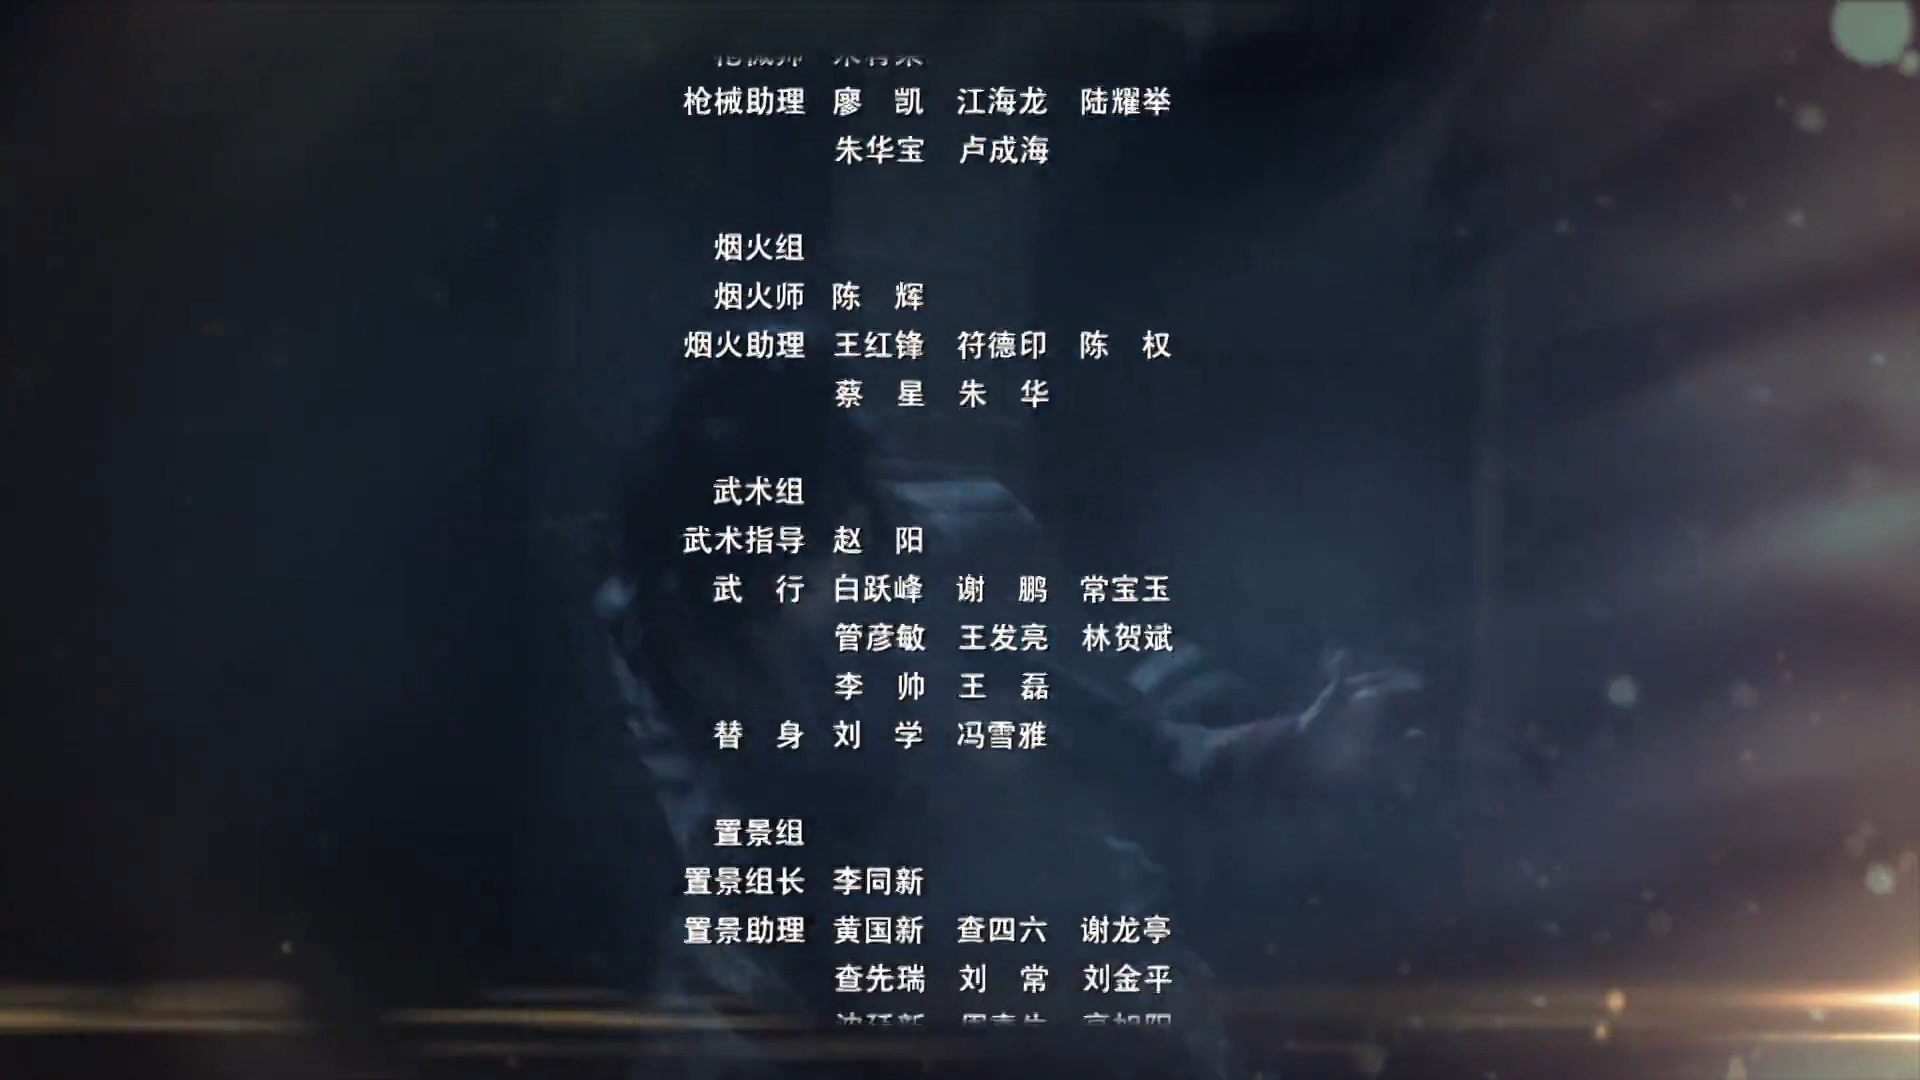 枪械助理 廖 凯 江海龙 陆耀举
朱华宝 卢成海
烟火组
烟火师 陈 辉
烟火助理 王红锋 符德印 陈 权
蔡 星 朱 华
武术组
武术指导 赵 阳
武 行 白跃峰 谢 鹏 常宝玉
管彦敏 王发亮 林贺斌
李 帅 王 磊
替 身 刘 学 冯雪雅
置景组
置景组长 李同新
置景助理 黄国新 查四六 谢龙亭
查先瑞 刘 常 刘金平